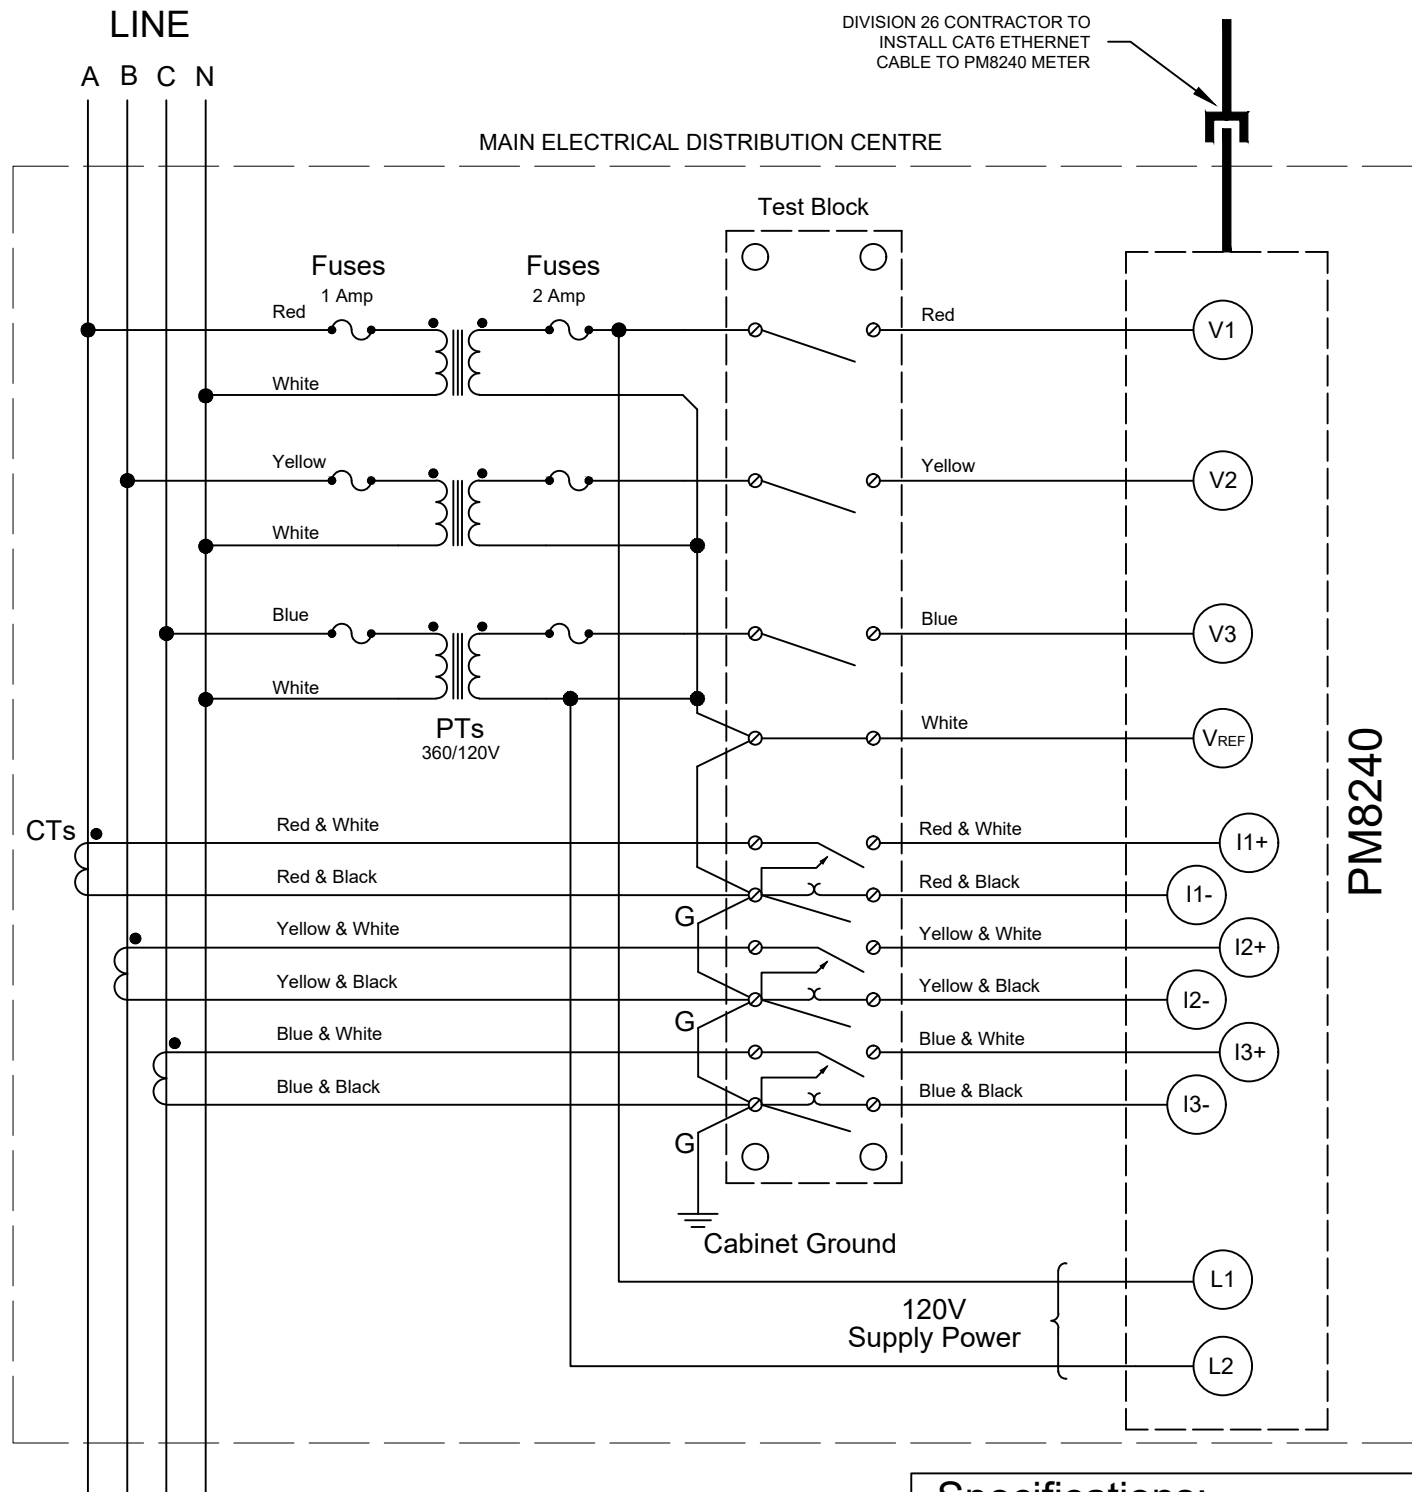 LINE
A B C N
DIVISION 26 CONTRACTOR TO
INSTALL CAT6 ETHERNET
CABLE TO PM8240 METER
MAIN ELECTRICAL DISTRIBUTION CENTRE
Test Block
Fuses
1 Amp
Fuses
2 Amp
Red
Red
V1
White
Yellow
Yellow
V2
White
Blue
Blue
V3
White
PTs
360/120V
White
VREF
PM8240
CTs
Red & White
Red & White
I1+
Red & Black
Red & Black
I1-
G
Yellow & White
Yellow & White
I2+
Yellow & Black
Yellow & Black
I2-
G
Blue & White
Blue & White
I3+
Blue & Black
Blue & Black
I3-
G
Cabinet Ground
L1
120V
Supply Power
L2
Specifications: